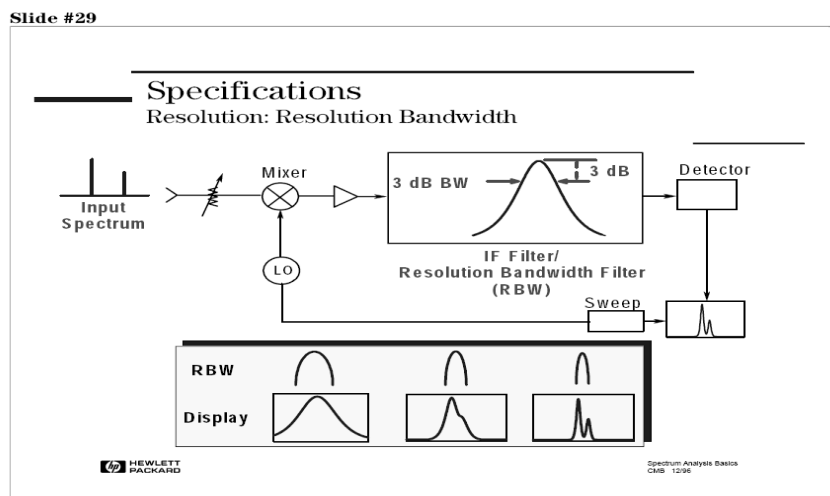 Slide #29
Specifications
Resolution: Resolution Bandwidth
Input
Spectrum
Mixer
LO
3 dB BW
3 dB
Detector
IF Filter/
Resolution Bandwidth Filter
(RBW)
Sweep
RBW
Display
hp HEWLETT
PACKARD
Spectrum Analysis Basics
CMB 12/96